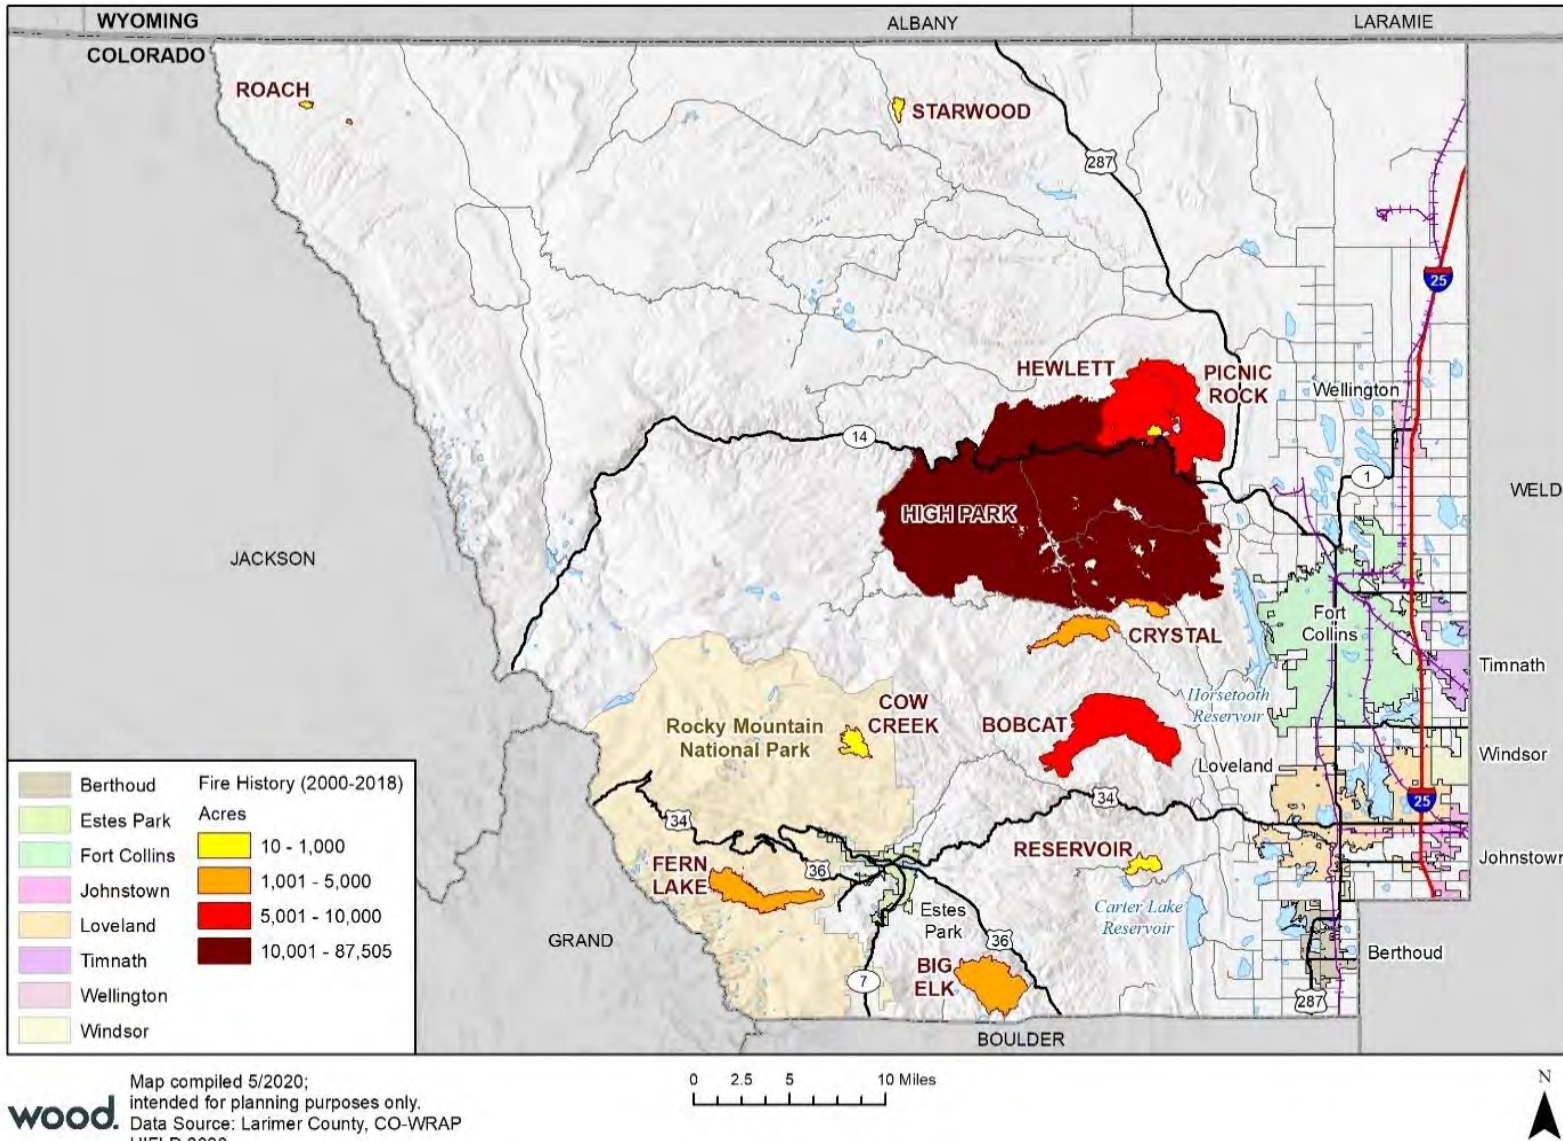 WYOMING
COLORADO
ALBANY
LARAMIE
ROACH
STARWOOD
287
25
HEWLETT
PICNIC
ROCK
Wellington
14
1
WELD
HIGH PARK
JACKSON
Fort
Collins
CRYSTAL
Timnath
Horsetooth
Reservoir
COW
CREEK
BOBCAT
Rocky Mountain
National Park
Windsor
Loveland
34
34
25
RESERVOIR
Johnstown
FERN
LAKE
36
Estes
Park
Carter Lake
Reservoir
GRAND
36
Berthoud
BIG
ELK
7
287
BOULDER
Berthoud
Estes Park
Fort Collins
Johnstown
Loveland
Timnath
Wellington
Windsor
Fire History (2000-2018)
Acres
10 - 1,000
1,001 - 5,000
5,001 - 10,000
10,001 - 87,505
wood.
Map compiled 5/2020;
intended for planning purposes only.
Data Source: Larimer County, CO-WRAP
0 2.5 5 10 Miles
N